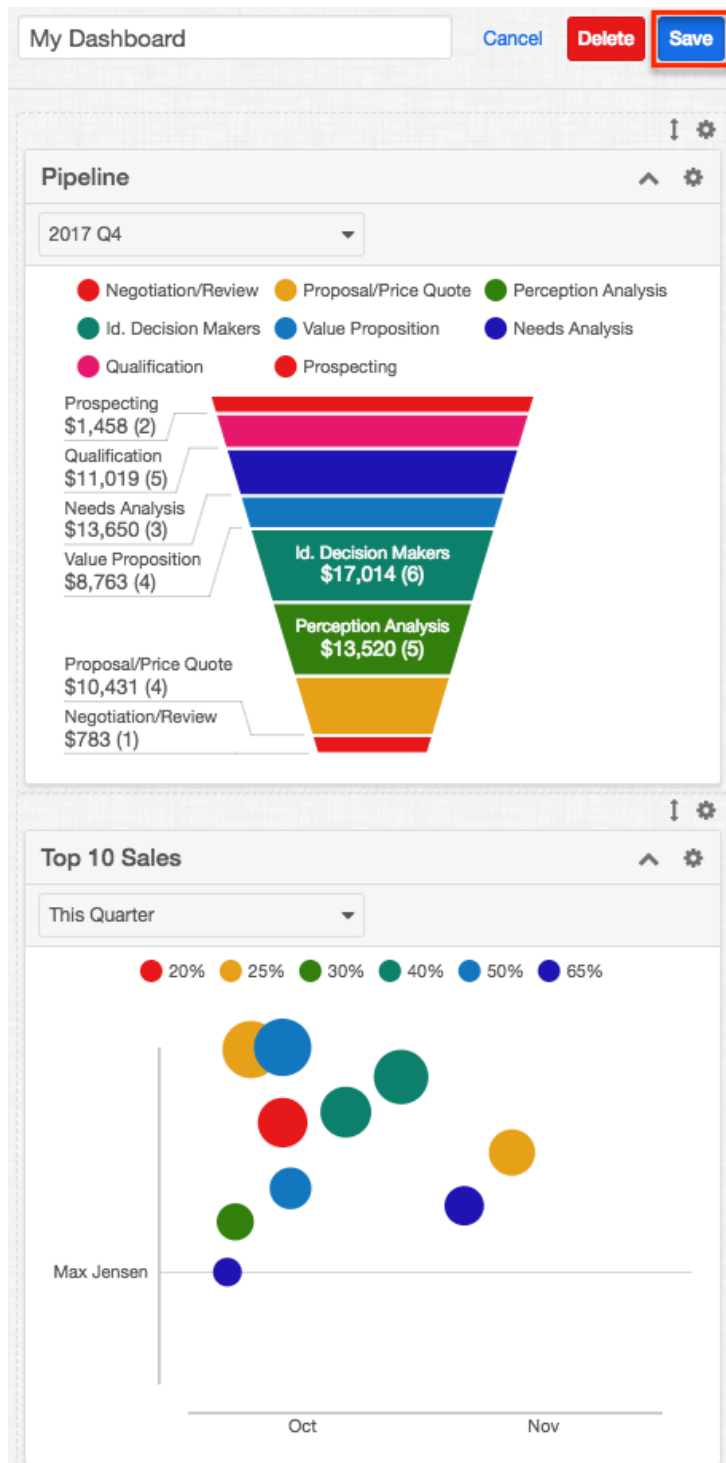 My Dashboard Cancel Delete Save
Pipeline
2017 Q4
Negotiation/Review Proposal/Price Quote Perception Analysis
Id. Decision Makers Value Proposition Needs Analysis
Qualification Prospecting
Prospecting
$1,458 (2)
Qualification
$11,019 (5)
Needs Analysis
$13,650 (3)
Value Proposition
$8,763 (4)
Id. Decision Makers
$17,014 (6)
Perception Analysis
$13,520 (5)
Proposal/Price Quote
$10,431 (4)
Negotiation/Review
$783 (1)
Top 10 Sales
This Quarter
20% 25% 30% 40% 50% 65%
Max Jensen
Oct Nov